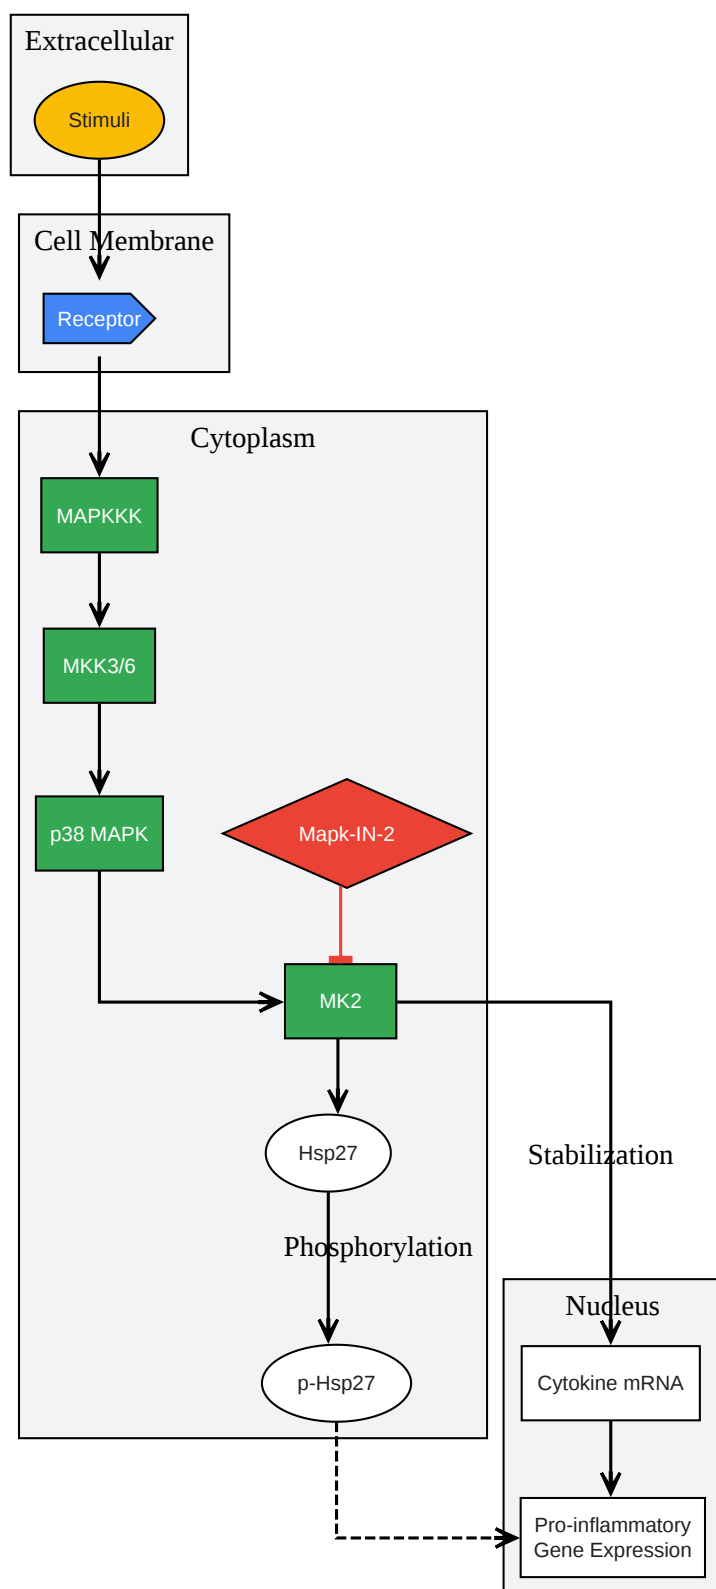 Extracellular
Stimuli
Cell Membrane
Receptor
Cytoplasm
MAPKKK
MKK3/6
p38 MAPK
Mapk-IN-2
MK2
Hsp27
Stabilization
Phosphorylation
Nucleus
p-Hsp27
Cytokine mRNA
Pro-inflammatory
Gene Expression